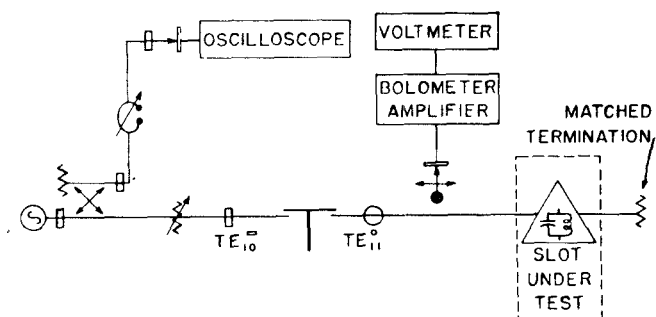 OSCILLOSCOPE
VOLTMETER
BOLOMETER
AMPLIFIER
MATCHED
TERMINATION
S
TE₁₀▭
TE₁₁○
SLOT
UNDER
TEST